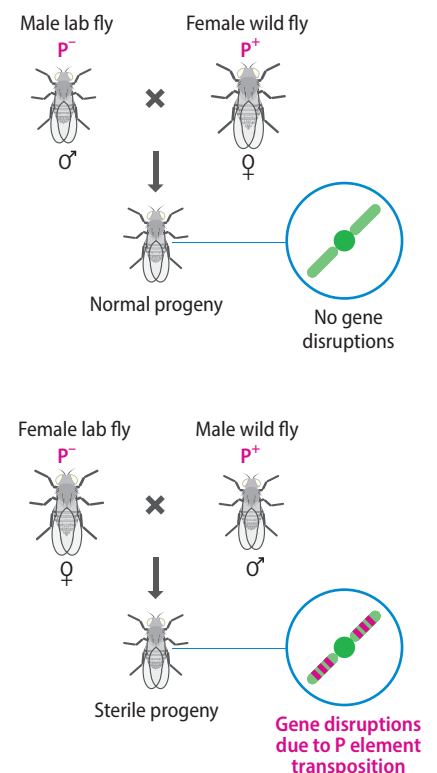 Male lab fly Female wild fly
P⁻ P⁺
×
♂ ♀
Normal progeny
No gene
disruptions
Female lab fly Male wild fly
P⁻ P⁺
×
♀ ♂
Sterile progeny
Gene disruptions
due to P element
transposition